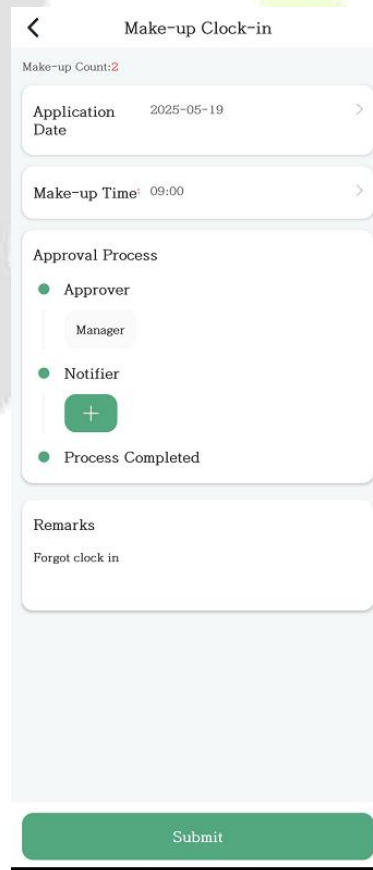 Make-up Clock-in
Make-up Count:2
Application Date 2025-05-19
Make-up Time: 09:00
Approval Process
Approver
Manager
Notifier
+
Process Completed
Remarks
Forgot clock in
Submit